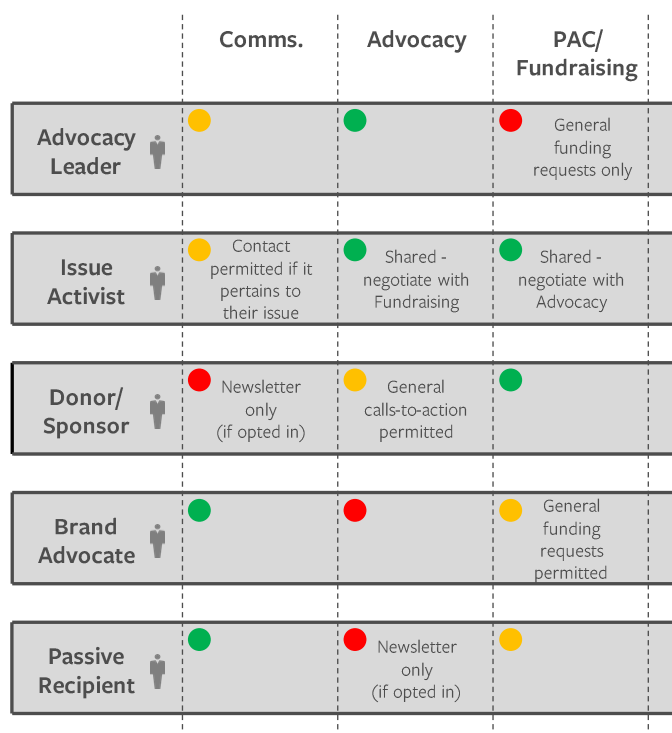 Comms.
Advocacy
PAC/
Fundraising
Advocacy
Leader
General
funding
requests only
Issue
Activist
Contact
permitted if it
pertains to
their issue
Shared -
negotiate with
Fundraising
Shared -
negotiate with
Advocacy
Donor/
Sponsor
Newsletter
only
(if opted in)
General
calls-to-action
permitted
Brand
Advocate
General
funding
requests
permitted
Passive
Recipient
Newsletter
only
(if opted in)